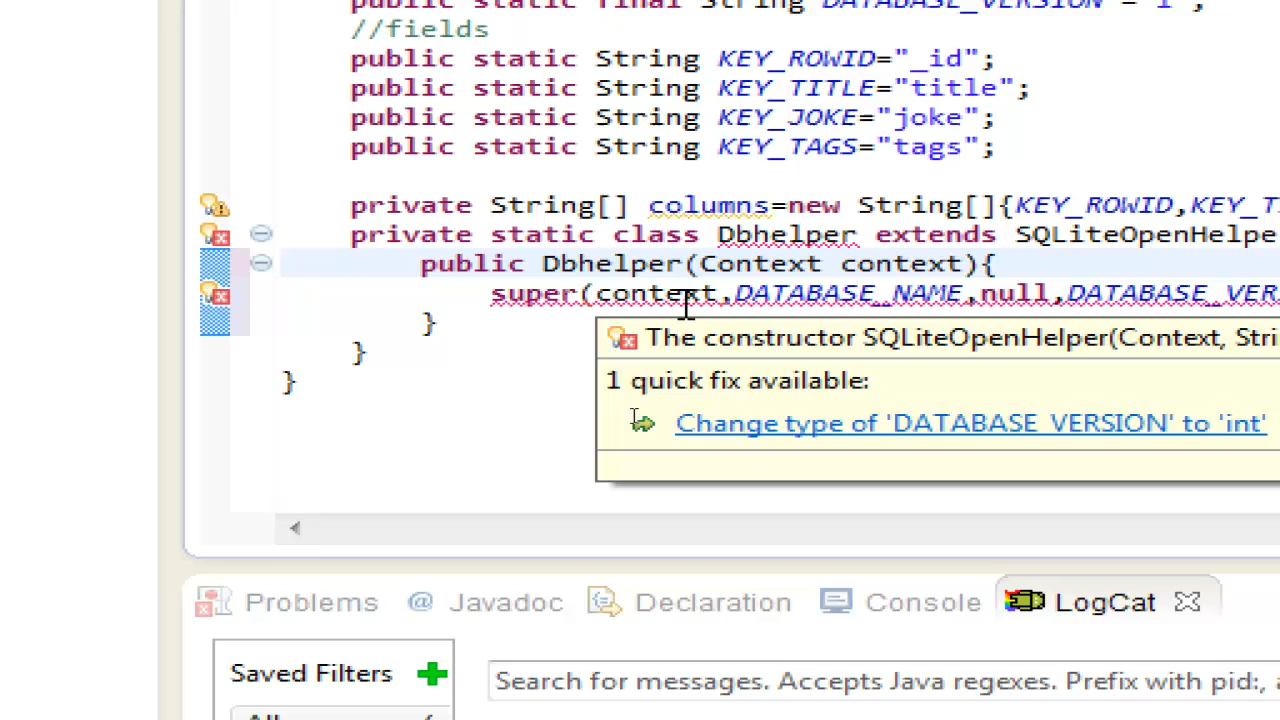 public static final String DATABASE_VERSION = 1 ;
//fields
public static String KEY_ROWID="_id";
public static String KEY_TITLE="title";
public static String KEY_JOKE="joke";
public static String KEY_TAGS="tags";
private String[] columns=new String[]{KEY_ROWID,KEY_T
private static class Dbhelper extends SQLiteOpenHelpe
public Dbhelper(Context context){
super(context,DATABASE_NAME,null,DATABASE_VER
}
The constructor SQLiteOpenHelper(Context, Stri
}
1 quick fix available:
}
Change type of 'DATABASE_VERSION' to 'int'
Problems @ Javadoc Declaration Console LogCat
Saved Filters
Search for messages. Accepts Java regexes. Prefix with pid:,